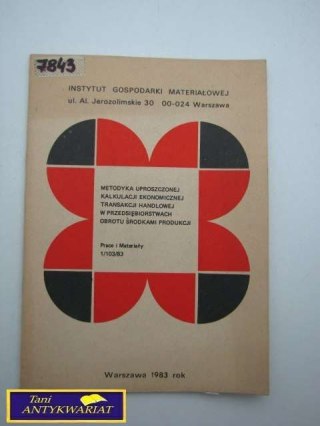 7843
INSTYTUT GOSPODARKI MATERIAŁOWEJ
ul. Al. Jerozolimskie 30 00-024 Warszawa
METODYKA UPROSZCZONEJ
KALKULACJI EKONOMICZNEJ
TRANSAKCJI HANDLOWEJ
W PRZEDSIĘBIORSTWACH
OBROTU ŚRODKAMI PRODUKCJI
Prace i Materiały
1/103/83
Warszawa 1983 rok
Tani
ANTYKWARIAT